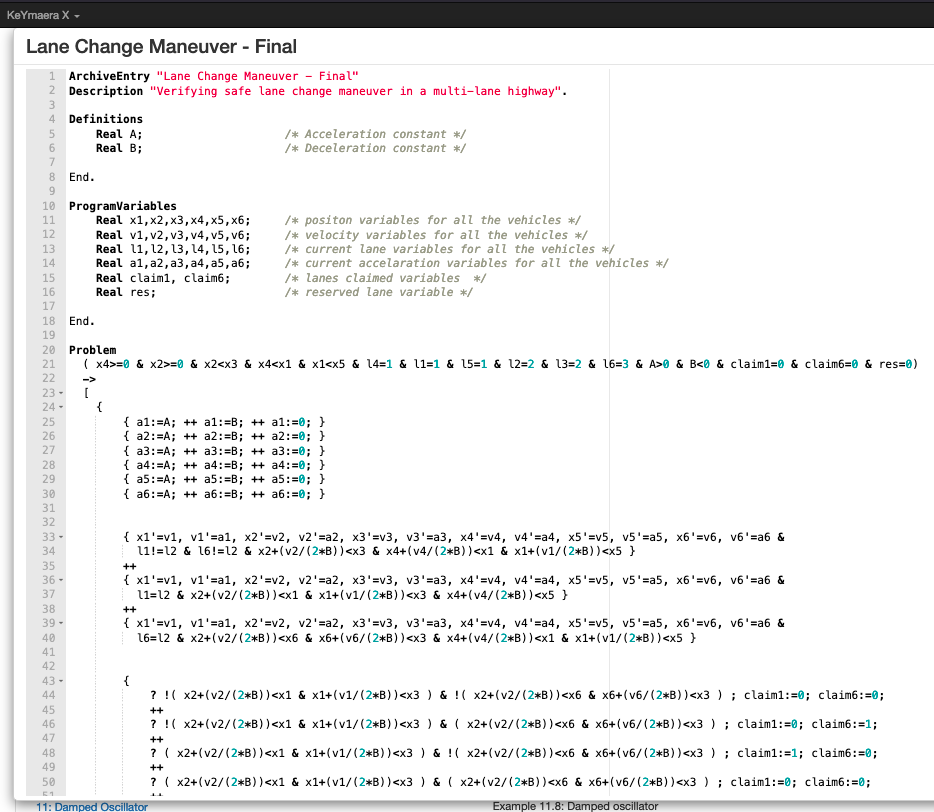 KeYmaera X
Lane Change Maneuver - Final
1 ArchiveEntry "Lane Change Maneuver - Final"
2 Description "Verifying safe lane change maneuver in a multi-lane highway".
3
4 Definitions
5 Real A; /* Acceleration constant */
6 Real B; /* Deceleration constant */
7
8 End.
9
10 ProgramVariables
11 Real x1,x2,x3,x4,x5,x6; /* positon variables for all the vehicles */
12 Real v1,v2,v3,v4,v5,v6; /* velocity variables for all the vehicles */
13 Real l1,l2,l3,l4,l5,l6; /* current lane variables for all the vehicles */
14 Real a1,a2,a3,a4,a5,a6; /* current accelaration variables for all the vehicles */
15 Real claim1, claim6; /* lanes claimed variables */
16 Real res; /* reserved lane variable */
17
18 End.
19
20 Problem
21 ( x4>=0 & x2>=0 & x2<x3 & x4<x1 & x1<x5 & l4=1 & l1=1 & l5=1 & l2=2 & l3=2 & l6=3 & A>0 & B<0 & claim1=0 & claim6=0 & res=0)
22 ->
23 [
24 {
25 { a1:=A; ++ a1:=B; ++ a1:=0; }
26 { a2:=A; ++ a2:=B; ++ a2:=0; }
27 { a3:=A; ++ a3:=B; ++ a3:=0; }
28 { a4:=A; ++ a4:=B; ++ a4:=0; }
29 { a5:=A; ++ a5:=B; ++ a5:=0; }
30 { a6:=A; ++ a6:=B; ++ a6:=0; }
31
32
33 { x1'=v1, v1'=a1, x2'=v2, v2'=a2, x3'=v3, v3'=a3, x4'=v4, v4'=a4, x5'=v5, v5'=a5, x6'=v6, v6'=a6 &
34 l1!=l2 & l6!=l2 & x2+(v2/(2*B))<x3 & x4+(v4/(2*B))<x1 & x1+(v1/(2*B))<x5 }
35 ++
36 { x1'=v1, v1'=a1, x2'=v2, v2'=a2, x3'=v3, v3'=a3, x4'=v4, v4'=a4, x5'=v5, v5'=a5, x6'=v6, v6'=a6 &
37 l1=l2 & x2+(v2/(2*B))<x1 & x1+(v1/(2*B))<x3 & x4+(v4/(2*B))<x5 }
38 ++
39 { x1'=v1, v1'=a1, x2'=v2, v2'=a2, x3'=v3, v3'=a3, x4'=v4, v4'=a4, x5'=v5, v5'=a5, x6'=v6, v6'=a6 &
40 l6=l2 & x2+(v2/(2*B))<x6 & x6+(v6/(2*B))<x3 & x4+(v4/(2*B))<x1 & x1+(v1/(2*B))<x5 }
41
42
43 {
44 ? !( x2+(v2/(2*B))<x1 & x1+(v1/(2*B))<x3 ) & !( x2+(v2/(2*B))<x6 & x6+(v6/(2*B))<x3 ) ; claim1:=0; claim6:=0;
45 ++
46 ? !( x2+(v2/(2*B))<x1 & x1+(v1/(2*B))<x3 ) & ( x2+(v2/(2*B))<x6 & x6+(v6/(2*B))<x3 ) ; claim1:=0; claim6:=1;
47 ++
48 ? ( x2+(v2/(2*B))<x1 & x1+(v1/(2*B))<x3 ) & !( x2+(v2/(2*B))<x6 & x6+(v6/(2*B))<x3 ) ; claim1:=1; claim6:=0;
49 ++
50 ? ( x2+(v2/(2*B))<x1 & x1+(v1/(2*B))<x3 ) & ( x2+(v2/(2*B))<x6 & x6+(v6/(2*B))<x3 ) ; claim1:=0; claim6:=0;
11: Damped Oscillator
Example 11.8: Damped oscillator